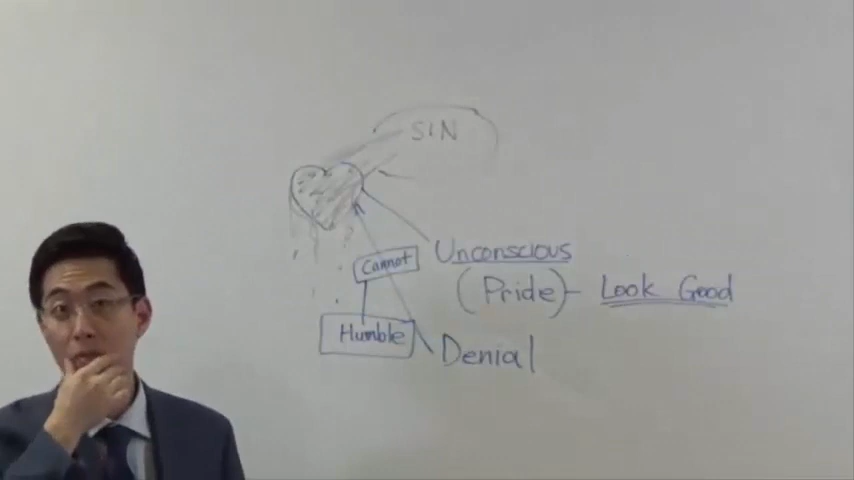 SIN
Unconscious
Cannot
(Pride) - Look Good
Humble
Denial